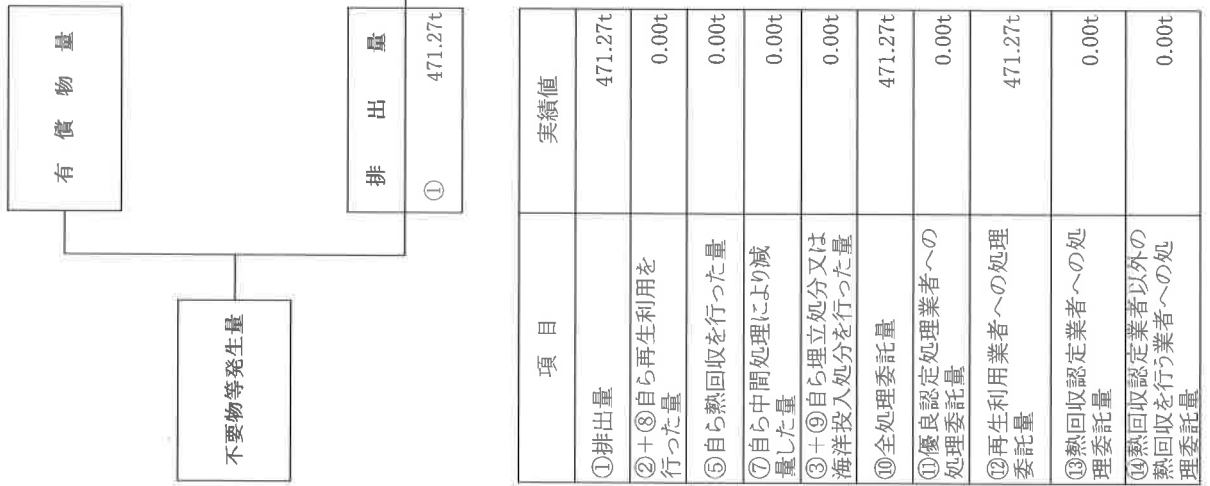 有償物量
排出量
① 471.27t
不要物等発生量
項目 実績値
①排出量 471.27t
②+⑧自ら再生利用を
行った量 0.00t
⑤自ら熱回収を行った量 0.00t
⑦自ら中間処理により減
量した量 0.00t
③+⑨自ら埋立処分又は
海洋投入処分を行った量 0.00t
⑩全処理委託量 471.27t
⑪優良認定処理業者への
処理委託量 0.00t
⑫再生利用業者への処理
委託量 471.27t
⑬熱回収認定業者への処
理委託量 0.00t
⑭熱回収認定業者以外の
熱回収を行う業者への処
理委託量 0.00t